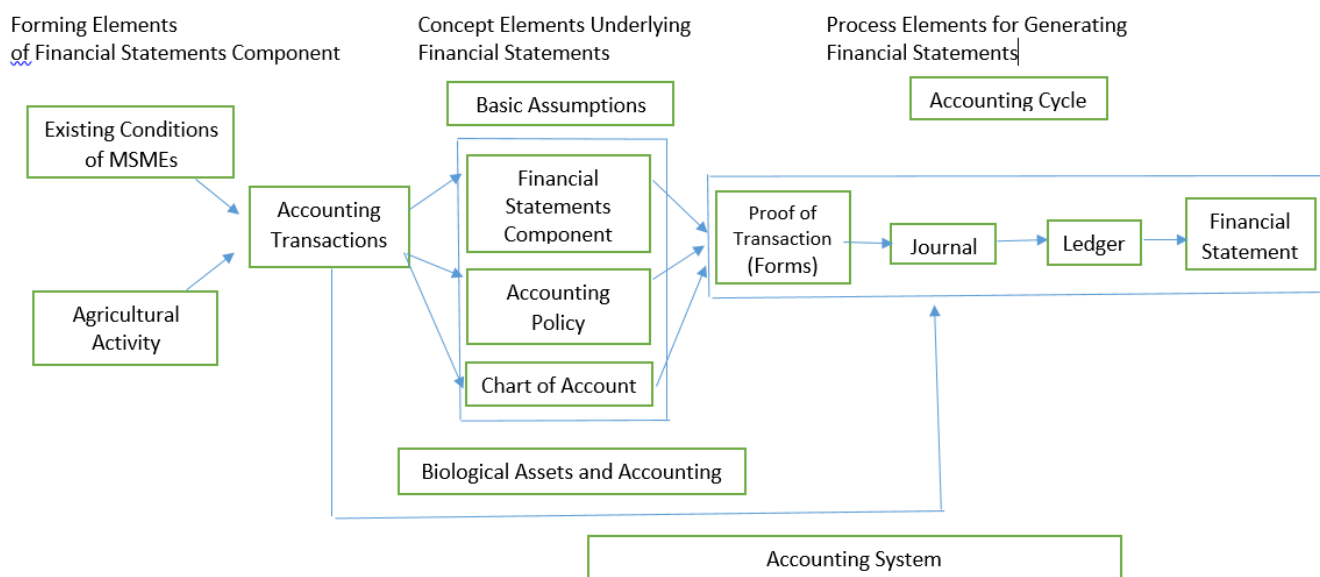 Forming Elements
of Financial Statements Component
Concept Elements Underlying
Financial Statements
Process Elements for Generating
Financial Statements
Basic Assumptions
Accounting Cycle
Existing Conditions
of MSMEs
Agricultural
Activity
Accounting
Transactions
Financial
Statements
Component
Accounting
Policy
Chart of Account
Proof of
Transaction
(Forms)
Journal
Ledger
Financial
Statement
Biological Assets and Accounting
Accounting System